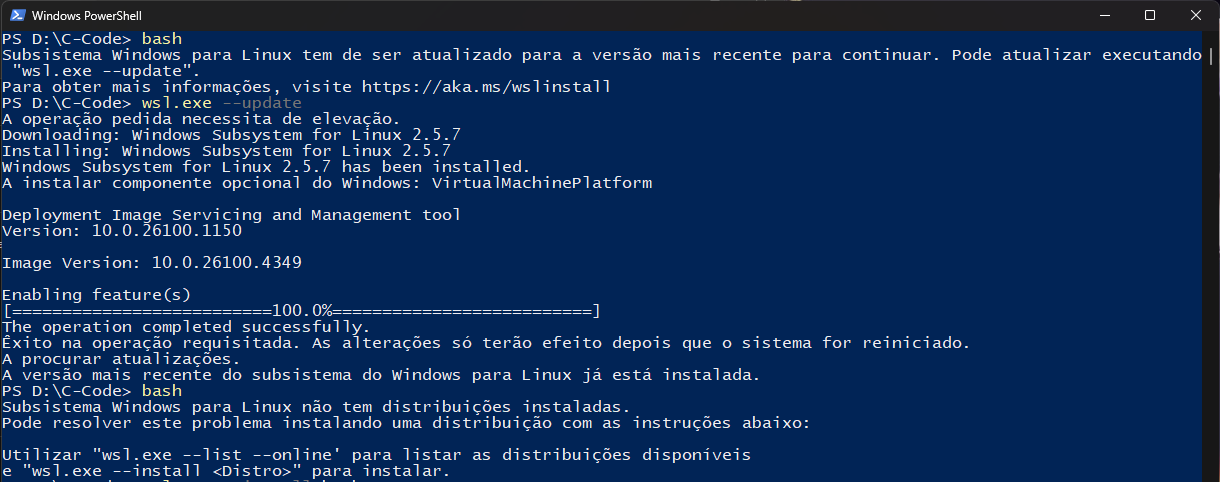 Windows PowerShell
PS D:\C-Code> bash
Subsistema Windows para Linux tem de ser atualizado para a versão mais recente para continuar. Pode atualizar executando
"wsl.exe --update".
Para obter mais informações, visite https://aka.ms/wslinstall
PS D:\C-Code> wsl.exe --update
A operação pedida necessita de elevação.
Downloading: Windows Subsystem for Linux 2.5.7
Installing: Windows Subsystem for Linux 2.5.7
Windows Subsystem for Linux 2.5.7 has been installed.
A instalar componente opcional do Windows: VirtualMachinePlatform
Deployment Image Servicing and Management tool
Version: 10.0.26100.1150
Image Version: 10.0.26100.4349
Enabling feature(s)
[==========================100.0%==========================]
The operation completed successfully.
Êxito na operação requisitada. As alterações só terão efeito depois que o sistema for reiniciado.
A procurar atualizações.
A versão mais recente do subsistema do Windows para Linux já está instalada.
PS D:\C-Code> bash
Subsistema Windows para Linux não tem distribuições instaladas.
Pode resolver este problema instalando uma distribuição com as instruções abaixo:
Utilizar "wsl.exe --list --online' para listar as distribuições disponíveis
e "wsl.exe --install <Distro>" para instalar.